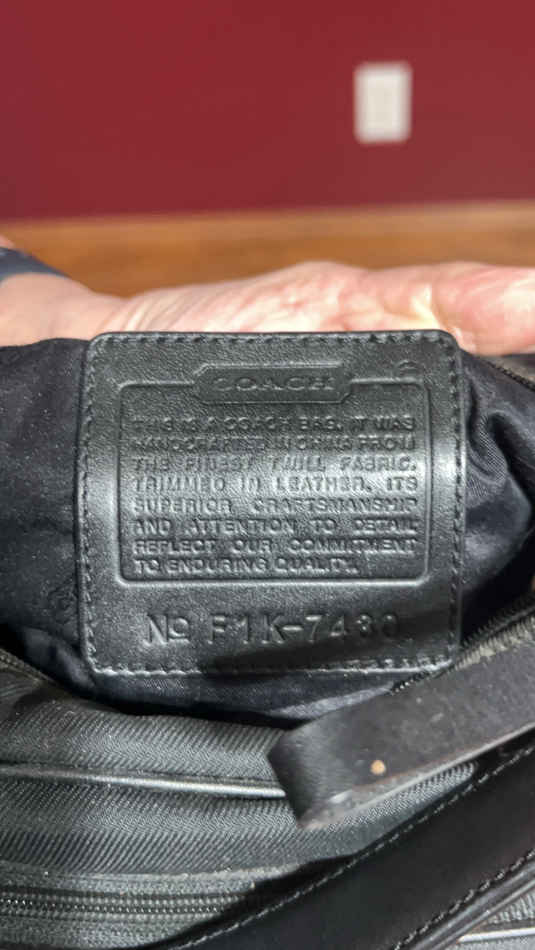 COACH
THIS IS A COACH BAG. IT WAS
HANDCRAFTED IN CHINA FROM
THE FINEST TWILL FABRIC.
TRIMMED IN LEATHER. ITS
SUPERIOR CRAFTSMANSHIP
AND ATTENTION TO DETAIL
REFLECT OUR COMMITMENT
TO ENDURING QUALITY.
Nº F1K-7430